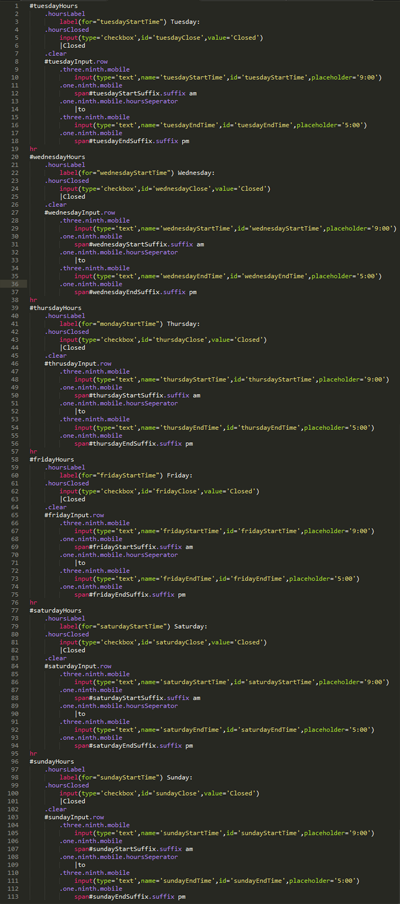 1 #tuesdayHours
2 .hoursLabel
3 label(for="tuesdayStartTime") Tuesday:
4 .hoursClosed
5 input(type='checkbox',id='tuesdayClose',value='Closed')
6 |Closed
7 .clear
8 #tuesdayInput.row
9 .three.ninth.mobile
10 input(type='text',name='tuesdayStartTime',id='tuesdayStartTime',placeholder='9:00')
11 .one.ninth.mobile
12 span#tuesdayStartSuffix.suffix am
13 .one.ninth.mobile.hoursSeperator
14 |to
15 .three.ninth.mobile
16 input(type='text',name='tuesdayEndTime',id='tuesdayEndTime',placeholder='5:00')
17 .one.ninth.mobile
18 span#tuesdayEndSuffix.suffix pm
19 hr
20 #wednesdayHours
21 .hoursLabel
22 label(for="wednesdayStartTime") Wednesday:
23 .hoursClosed
24 input(type='checkbox',id='wednesdayClose',value='Closed')
25 |Closed
26 .clear
27 #wednesdayInput.row
28 .three.ninth.mobile
29 input(type='text',name='wednesdayStartTime',id='wednesdayStartTime',placeholder='9:00')
30 .one.ninth.mobile
31 span#wednesdayStartSuffix.suffix am
32 .one.ninth.mobile.hoursSeperator
33 |to
34 .three.ninth.mobile
35 input(type='text',name='wednesdayEndTime',id='wednesdayEndTime',placeholder='5:00')
36 .one.ninth.mobile
37 span#wednesdayEndSuffix.suffix pm
38 hr
39 #thursdayHours
40 .hoursLabel
41 label(for="mondayStartTime") Thursday:
42 .hoursClosed
43 input(type='checkbox',id='thursdayClose',value='Closed')
44 |Closed
45 .clear
46 #thrusdayInput.row
47 .three.ninth.mobile
48 input(type='text',name='thursdayStartTime',id='thursdayStartTime',placeholder='9:00')
49 .one.ninth.mobile
50 span#thursdayStartSuffix.suffix am
51 .one.ninth.mobile.hoursSeperator
52 |to
53 .three.ninth.mobile
54 input(type='text',name='thursdayEndTime',id='thursdayEndTime',placeholder='5:00')
55 .one.ninth.mobile
56 span#thursdayEndSuffix.suffix pm
57 hr
58 #fridayHours
59 .hoursLabel
60 label(for="fridayStartTime") Friday:
61 .hoursClosed
62 input(type='checkbox',id='fridayClose',value='Closed')
63 |Closed
64 .clear
65 #fridayInput.row
66 .three.ninth.mobile
67 input(type='text',name='fridayStartTime',id='fridayStartTime',placeholder='9:00')
68 .one.ninth.mobile
69 span#fridayStartSuffix.suffix am
70 .one.ninth.mobile.hoursSeperator
71 |to
72 .three.ninth.mobile
73 input(type='text',name='fridayEndTime',id='fridayEndTime',placeholder='5:00')
74 .one.ninth.mobile
75 span#fridayEndSuffix.suffix pm
76 hr
77 #saturdayHours
78 .hoursLabel
79 label(for="saturdayStartTime") Saturday:
80 .hoursClosed
81 input(type='checkbox',id='saturdayClose',value='Closed')
82 |Closed
83 .clear
84 #saturdayInput.row
85 .three.ninth.mobile
86 input(type='text',name='saturdayStartTime',id='saturdayStartTime',placeholder='9:00')
87 .one.ninth.mobile
88 span#saturdayStartSuffix.suffix am
89 .one.ninth.mobile.hoursSeperator
90 |to
91 .three.ninth.mobile
92 input(type='text',name='saturdayEndTime',id='saturdayEndTime',placeholder='5:00')
93 .one.ninth.mobile
94 span#saturdayEndSuffix.suffix pm
95 hr
96 #sundayHours
97 .hoursLabel
98 label(for="sundayStartTime") Sunday:
99 .hoursClosed
100 input(type='checkbox',id='sundayClose',value='Closed')
101 |Closed
102 .clear
103 #sundayInput.row
104 .three.ninth.mobile
105 input(type='text',name='sundayStartTime',id='sundayStartTime',placeholder='9:00')
106 .one.ninth.mobile
107 span#sundayStartSuffix.suffix am
108 .one.ninth.mobile.hoursSeperator
109 |to
110 .three.ninth.mobile
111 input(type='text',name='sundayEndTime',id='sundayEndTime',placeholder='5:00')
112 .one.ninth.mobile
113 span#sundayEndSuffix.suffix pm